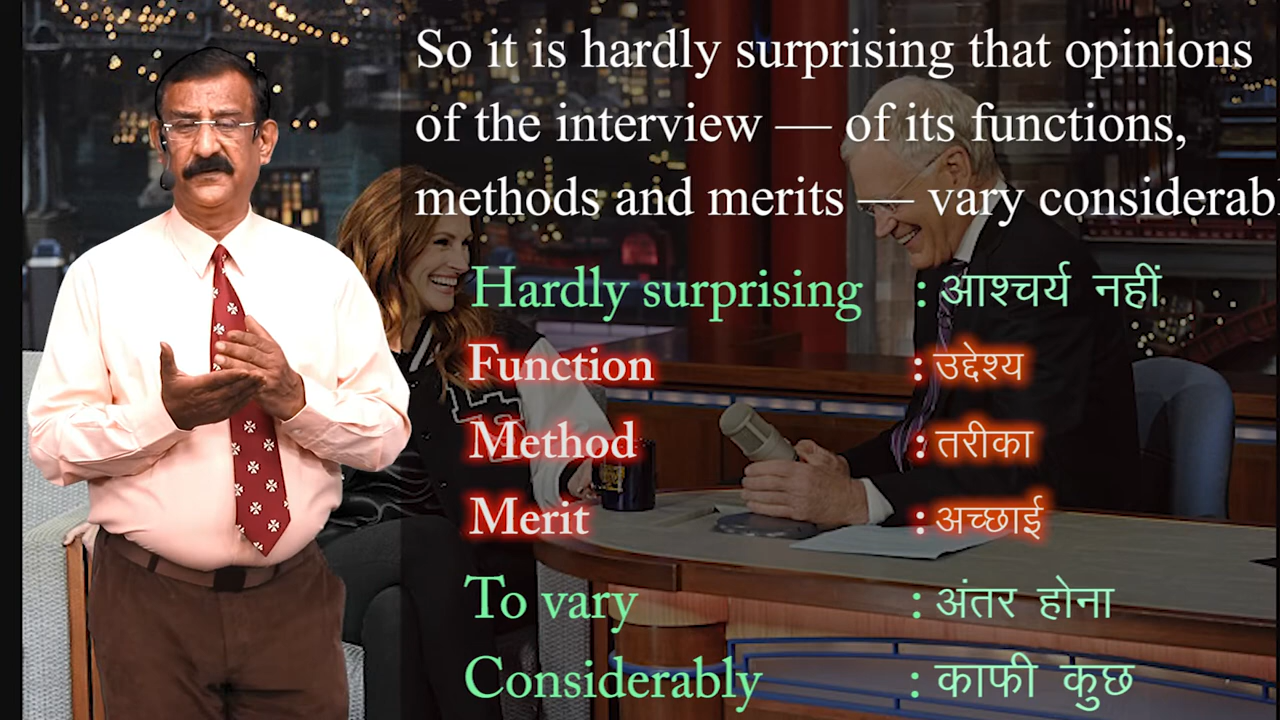 So it is hardly surprising that opinions
of the interview — of its functions,
methods and merits — vary considerab
Hardly surprising : आश्चर्य नहीं
Function : उद्देश्य
Method : तरीका
Merit : अच्छाई
To vary : अंतर होना
Considerably : काफी कुछ